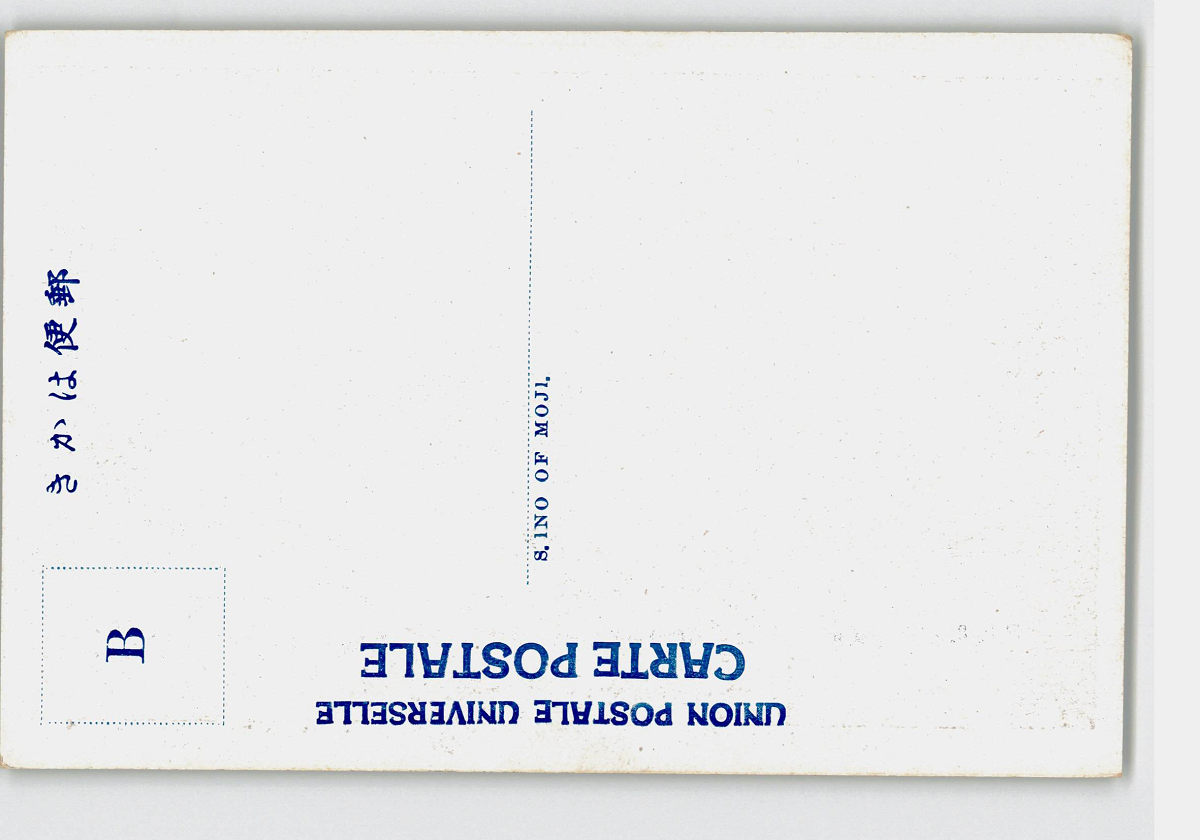 UNION POSTALE UNIVERSELLE
CARTE POSTALE
郵便はかき
B
S. INO OF MOJI.